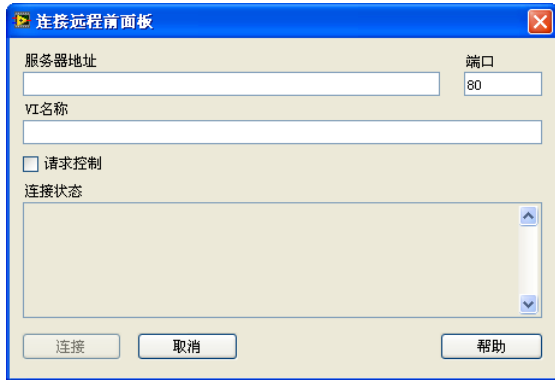 连接远程前面板
服务器地址 端口
80
VI名称
请求控制
连接状态
连接 取消 帮助